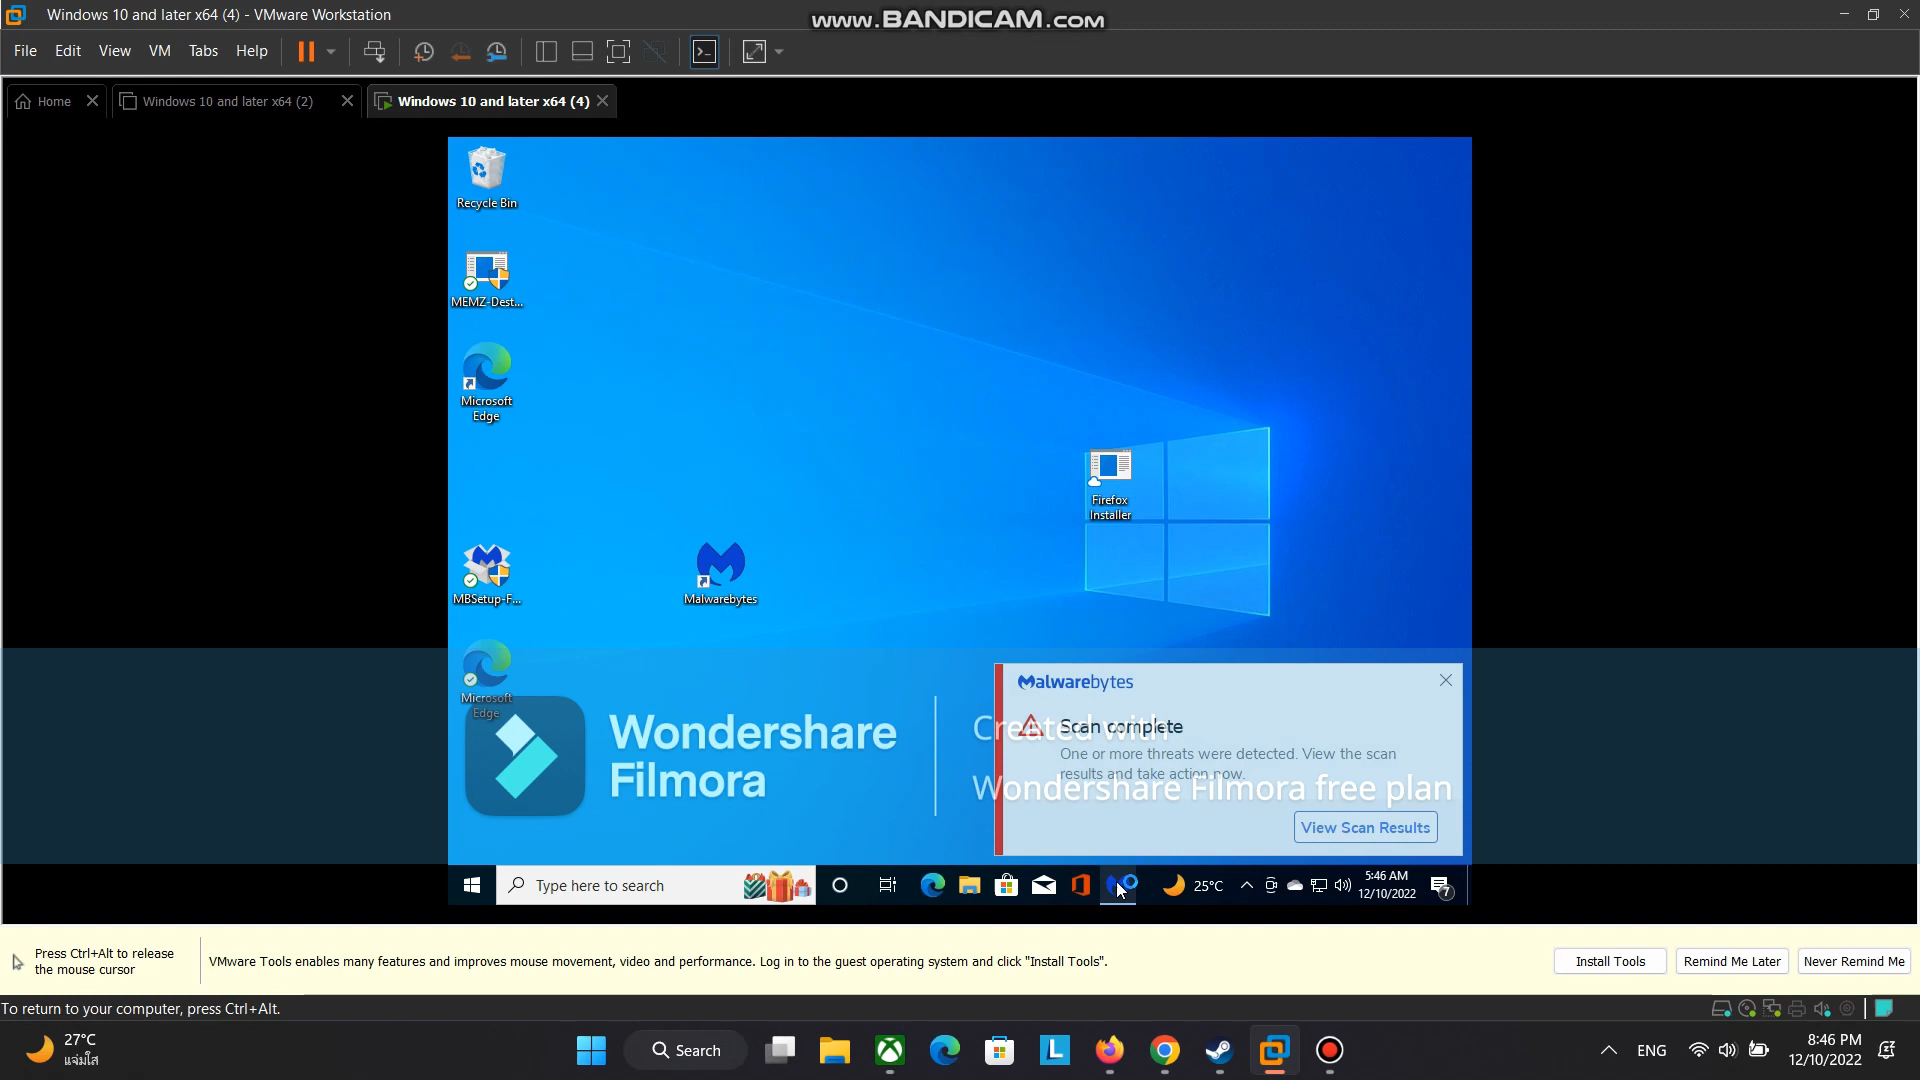 Windows 10 and later x64 (4) - VMware Workstation
www.BANDICAM.com
File Edit View VM Tabs Help
Home
Windows 10 and later x64 (2)
Windows 10 and later x64 (4)
Recycle Bin
MEMZ-Dest...
Microsoft
Edge
Firefox
Installer
MBSetup-F...
Malwarebytes
Microsoft
Edge
Malwarebytes
Scan complete
One or more threats were detected. View the scan
results and take action now.
View Scan Results
Wondershare
Filmora
Created with
Wondershare Filmora free plan
Type here to search
25°C
5:46 AM
12/10/2022
7
Press Ctrl+Alt to release
the mouse cursor
VMware Tools enables many features and improves mouse movement, video and performance. Log in to the guest operating system and click "Install Tools".
Install Tools
Remind Me Later
Never Remind Me
To return to your computer, press Ctrl+Alt.
27°C
แจ่มใส
Search
L
ENG
8:46 PM
12/10/2022